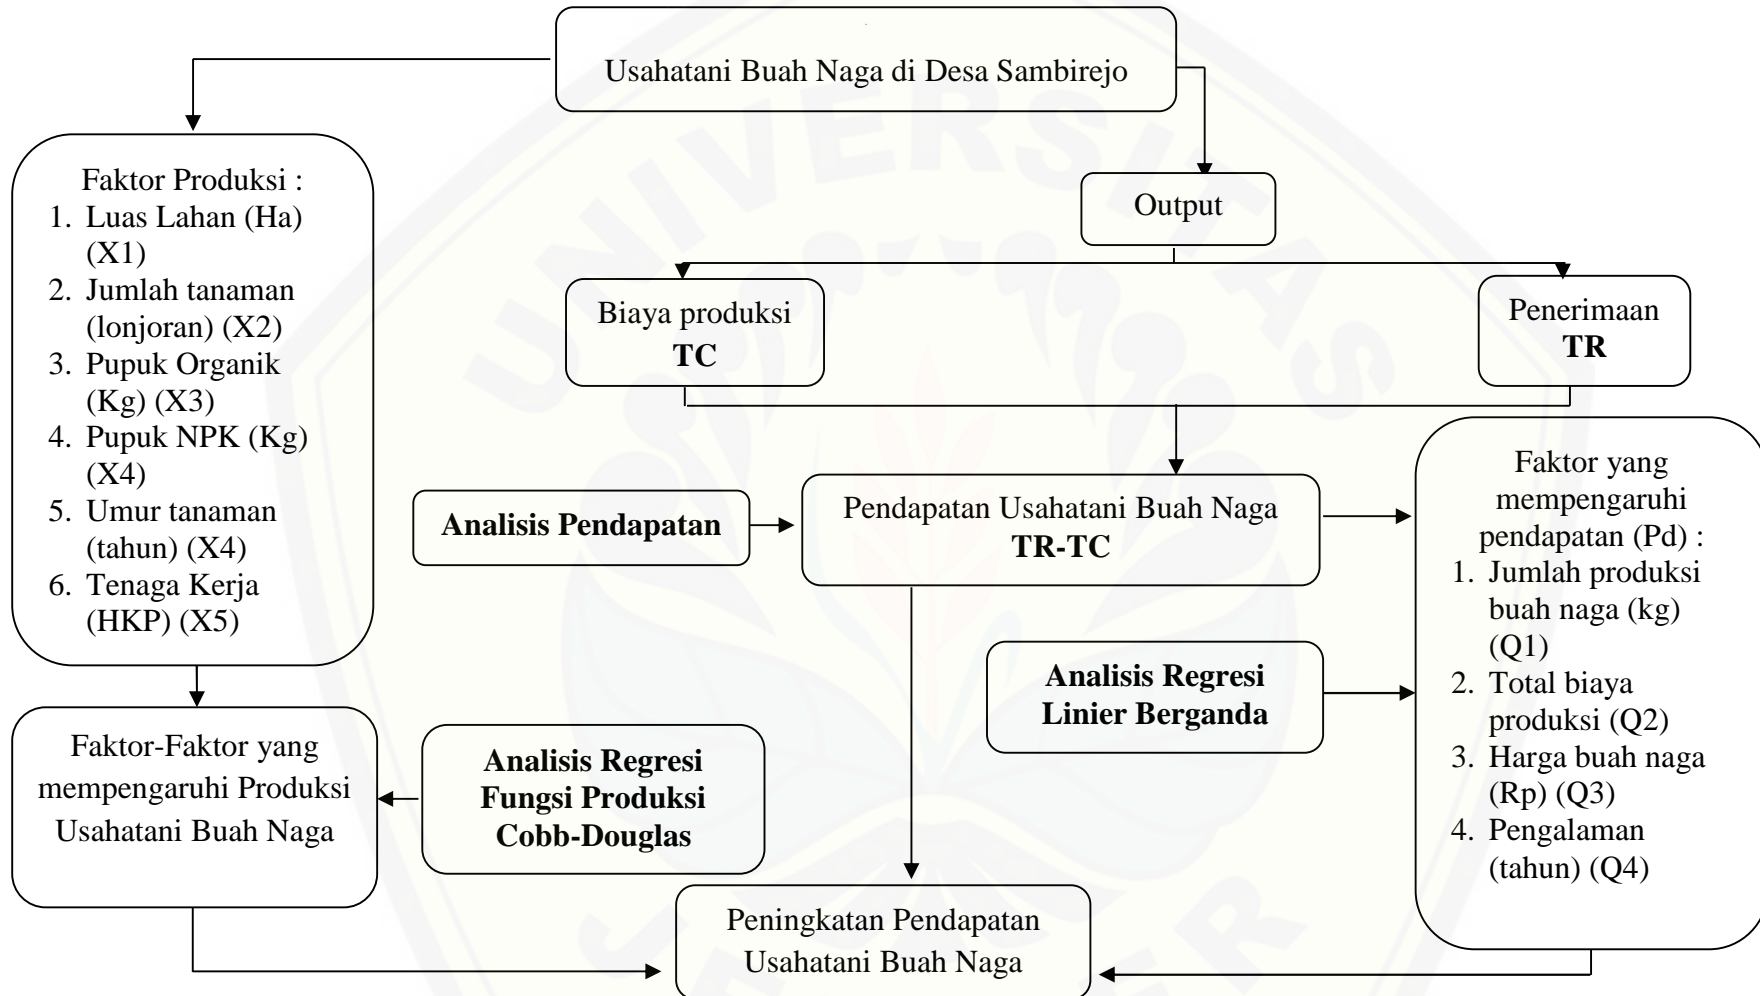 Usahatani Buah Naga di Desa Sambirejo
Faktor Produksi :
1. Luas Lahan (Ha)
(X1)
2. Jumlah tanaman
(lonjoran) (X2)
3. Pupuk Organik
(Kg) (X3)
4. Pupuk NPK (Kg)
(X4)
5. Umur tanaman
(tahun) (X4)
6. Tenaga Kerja
(HKP) (X5)
Output
Biaya produksi
TC
Penerimaan
TR
Analisis Pendapatan
Pendapatan Usahatani Buah Naga
TR-TC
Faktor yang
mempengaruhi
pendapatan (Pd) :
1. Jumlah produksi
buah naga (kg)
(Q1)
2. Total biaya
produksi (Q2)
3. Harga buah naga
(Rp) (Q3)
4. Pengalaman
(tahun) (Q4)
Analisis Regresi
Linier Berganda
Faktor-Faktor yang
mempengaruhi Produksi
Usahatani Buah Naga
Analisis Regresi
Fungsi Produksi
Cobb-Douglas
Peningkatan Pendapatan
Usahatani Buah Naga
UNIVERSITAS
JEMBER